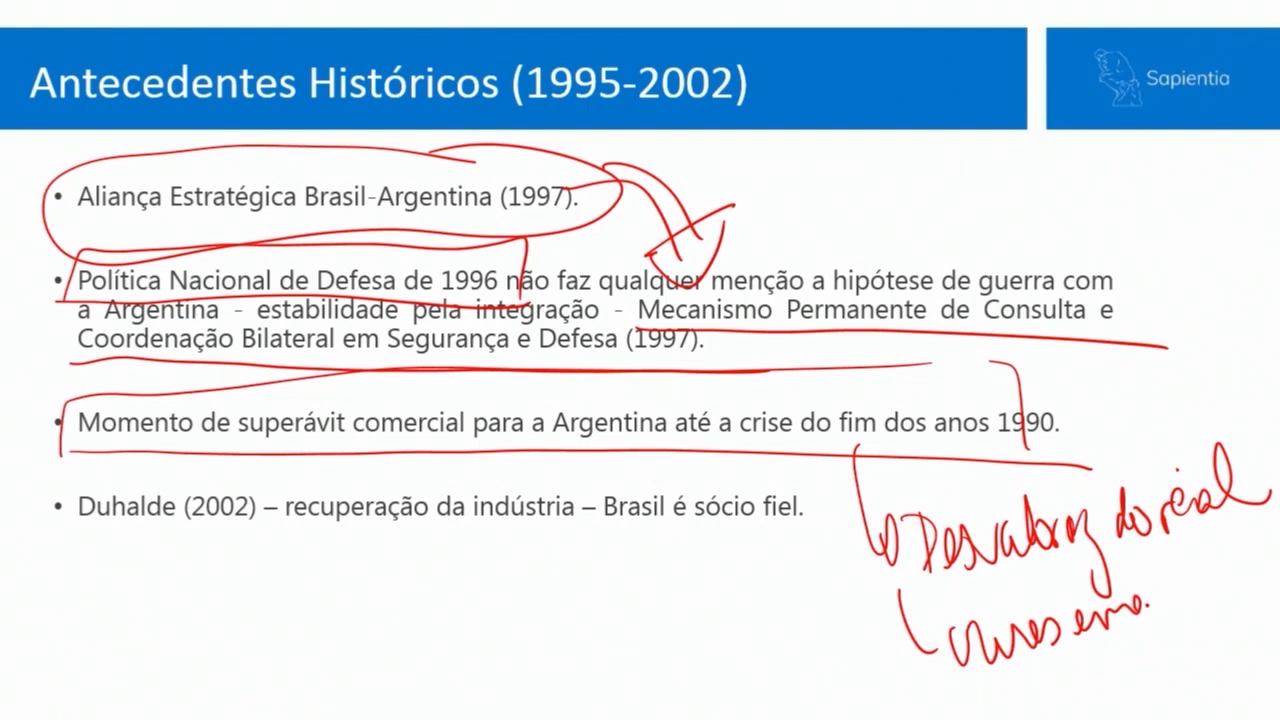 Antecedentes Históricos (1995-2002)
Sapientia
• Aliança Estratégica Brasil-Argentina (1997).
• Política Nacional de Defesa de 1996 não faz qualquer menção a hipótese de guerra com
a Argentina - estabilidade pela integração - Mecanismo Permanente de Consulta e
Coordenação Bilateral em Segurança e Defesa (1997).
• Momento de superávit comercial para a Argentina até a crise do fim dos anos 1990.
• Duhalde (2002) – recuperação da indústria – Brasil é sócio fiel.
do real